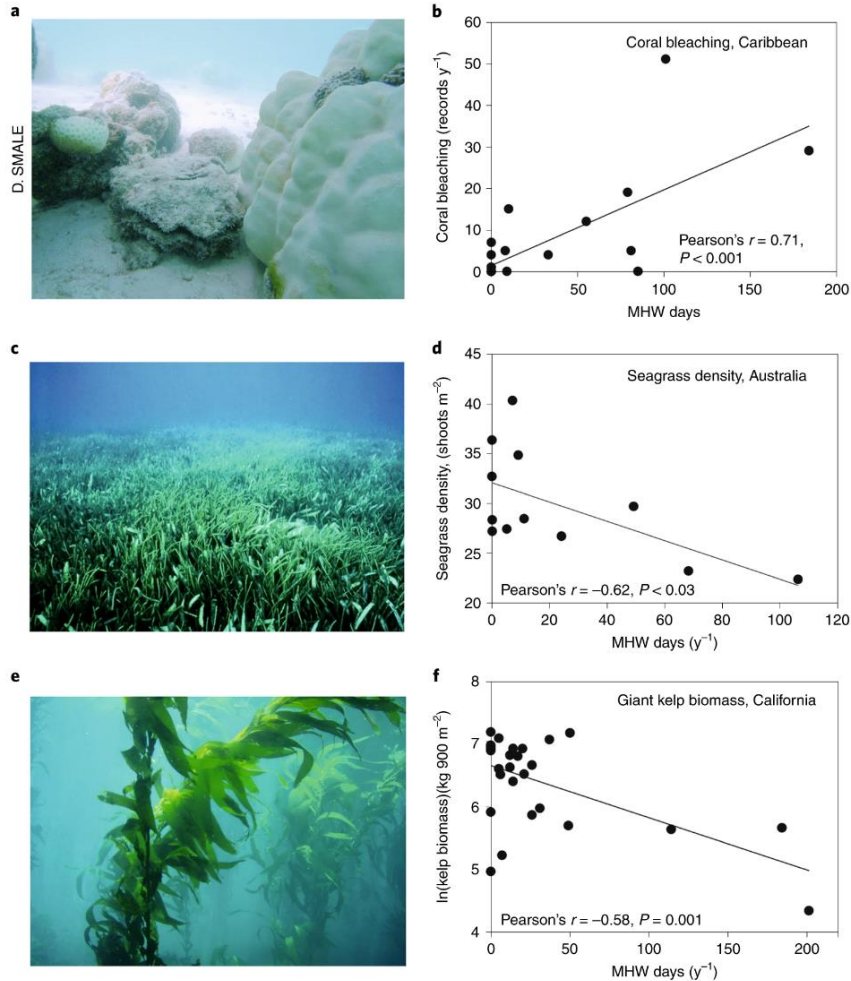 a
D. SMALE
b
60
50
40
30
20
10
0
Coral bleaching (records y⁻¹)
Coral bleaching, Caribbean
Pearson's r = 0.71,
P < 0.001
0 50 100 150 200
MHW days
c
d
45
40
35
30
25
20
Seagrass density, (shoots m⁻²)
Seagrass density, Australia
Pearson's r = −0.62, P < 0.03
0 20 40 60 80 100 120
MHW days (y⁻¹)
e
f
8
7
6
5
4
ln(kelp biomass)(kg 900 m⁻²)
Giant kelp biomass, California
Pearson's r = −0.58, P = 0.001
0 50 100 150 200
MHW days (y⁻¹)